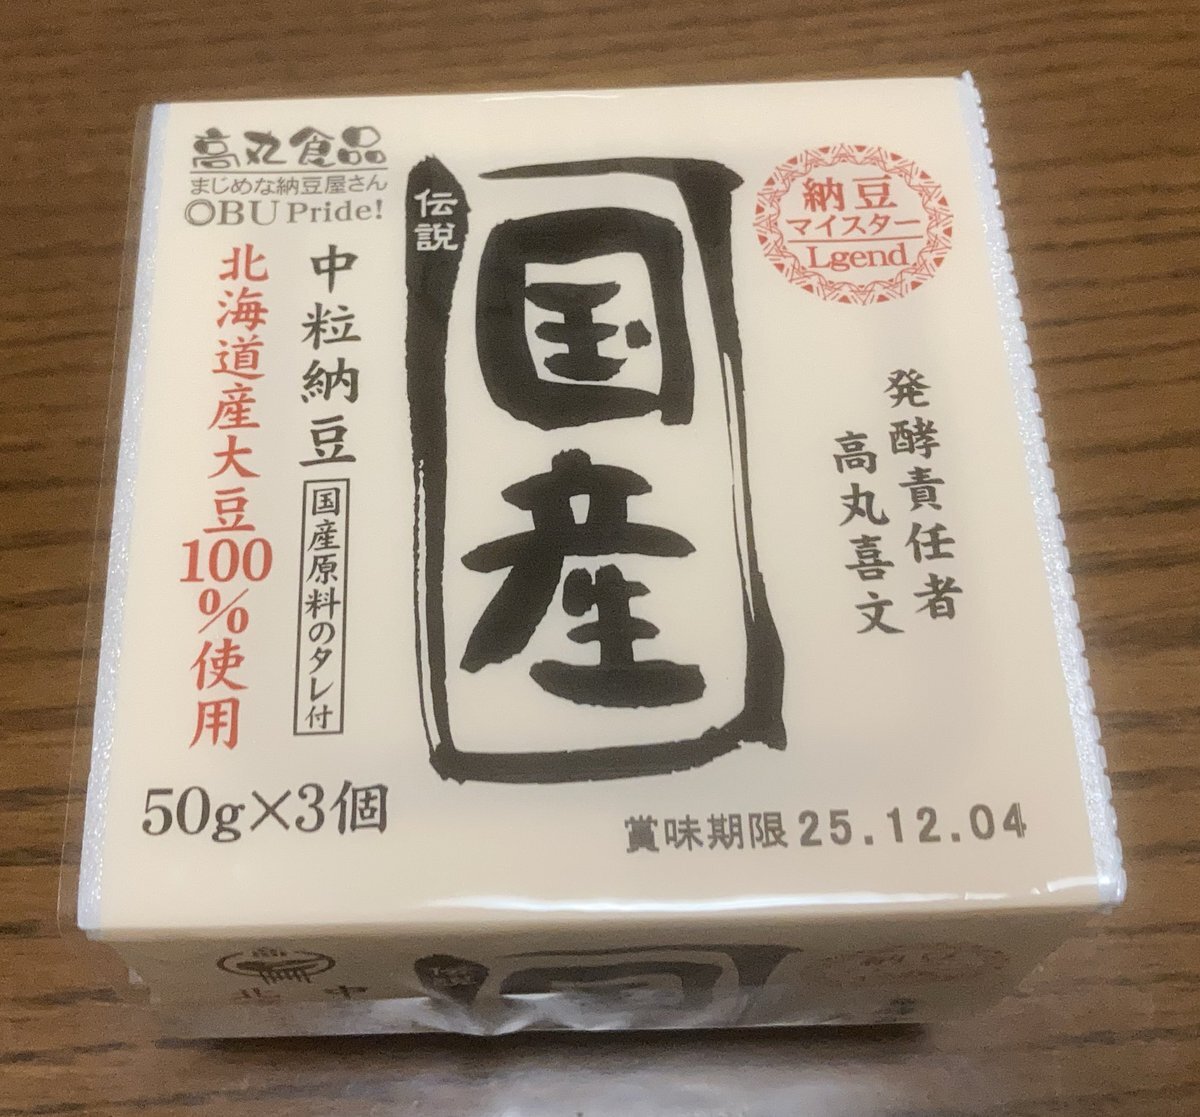 高丸食品
まじめな納豆屋さん
OBU Pride!
納豆
マイスター
Lgend
伝説
国産
発酵責任者
高丸喜文
中粒納豆
国産原料のタレ付
北海道産大豆100%使用
50g×3個
賞味期限25.12.04